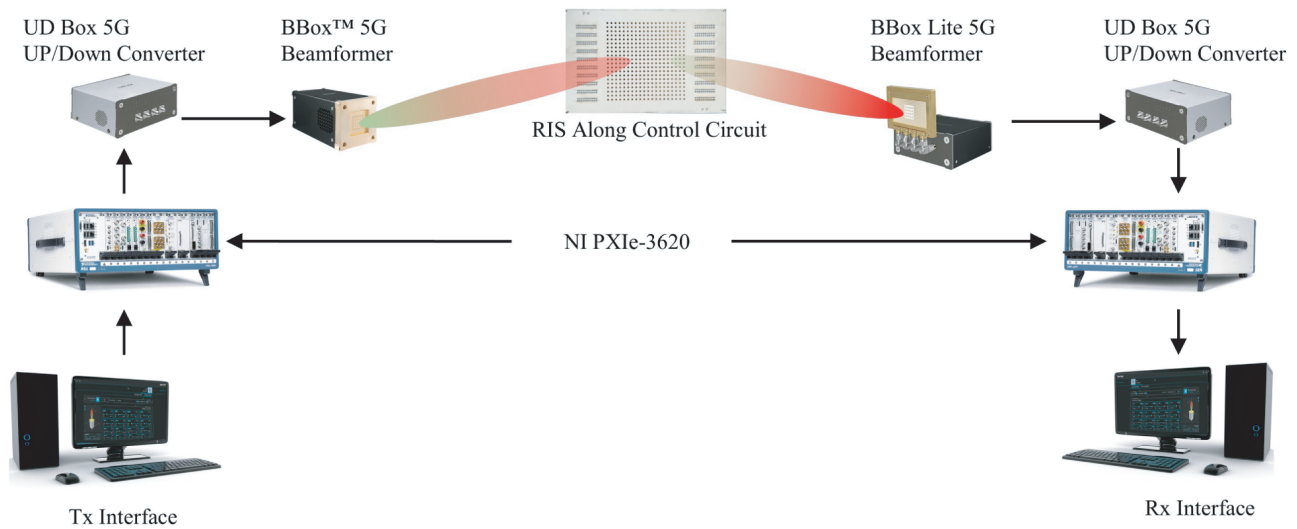 UD Box 5G
UP/Down Converter
BBox™ 5G
Beamformer
BBox Lite 5G
Beamformer
UD Box 5G
UP/Down Converter
RIS Along Control Circuit
NI PXIe-3620
Tx Interface
Rx Interface